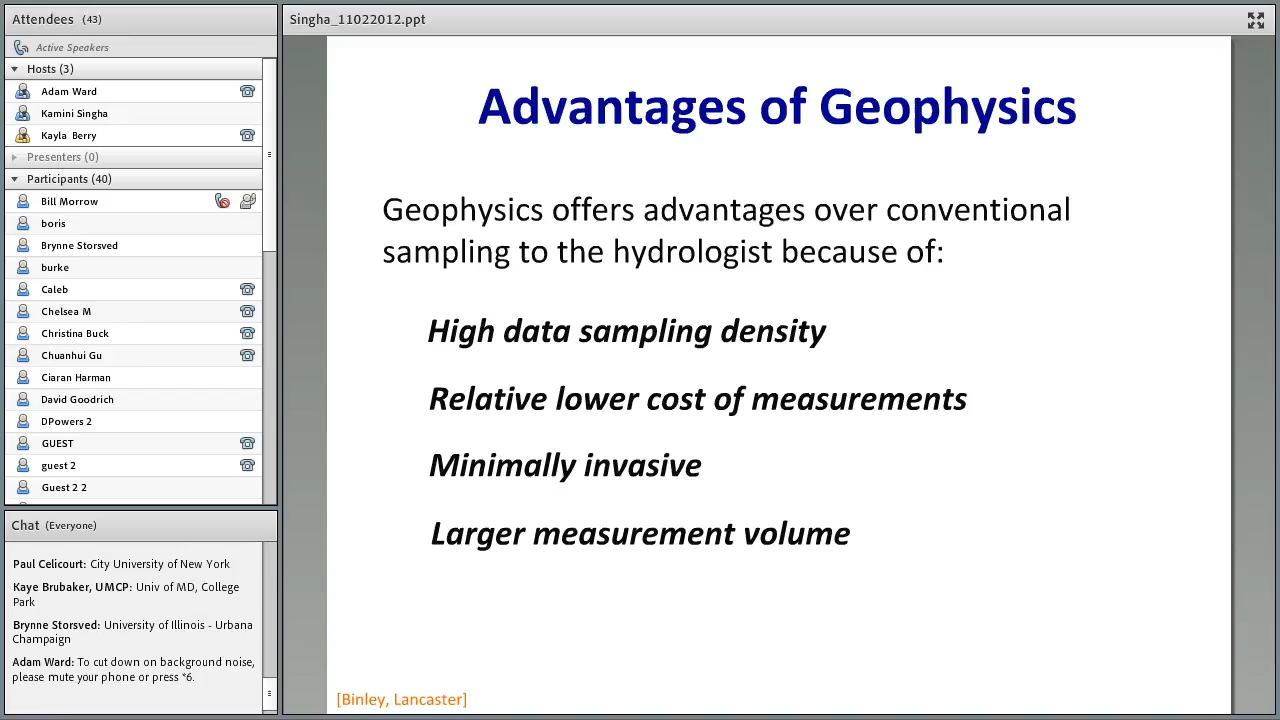 Attendees (43)
Active Speakers
Hosts (3)
Adam Ward
Kamini Singha
Kayla Berry
Presenters (0)
Participants (40)
Bill Morrow
boris
Brynne Storsved
burke
Caleb
Chelsea M
Christina Buck
Chuanhui Gu
Ciaran Harman
David Goodrich
DPowers 2
GUEST
guest 2
Guest 2 2
Chat (Everyone)
Paul Celicourt: City University of New York
Kaye Brubaker, UMCP: Univ of MD, College
Park
Brynne Storsved: University of Illinois - Urbana
Champaign
Adam Ward: To cut down on background noise,
please mute your phone or press *6.
Singha_11022012.ppt
Advantages of Geophysics
Geophysics offers advantages over conventional
sampling to the hydrologist because of:
High data sampling density
Relative lower cost of measurements
Minimally invasive
Larger measurement volume
[Binley, Lancaster]